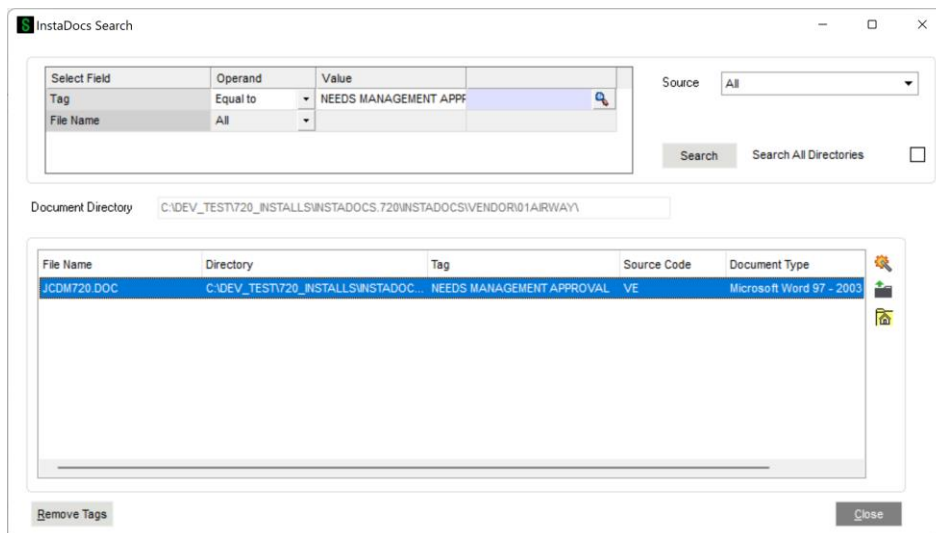 InstaDocs Search
Select Field Operand Value
Tag Equal to NEEDS MANAGEMENT APPR
File Name All
Source All
Search Search All Directories
Document Directory C:\DEV_TEST\720_INSTALLS\INSTADOCS.720\INSTADOCS\VENDOR\01AIRWAY\
File Name Directory Tag Source Code Document Type
JCDM720.DOC C:\DEV_TEST\720_INSTALLS\INSTADOC... NEEDS MANAGEMENT APPROVAL VE Microsoft Word 97 - 2003
Remove Tags Close